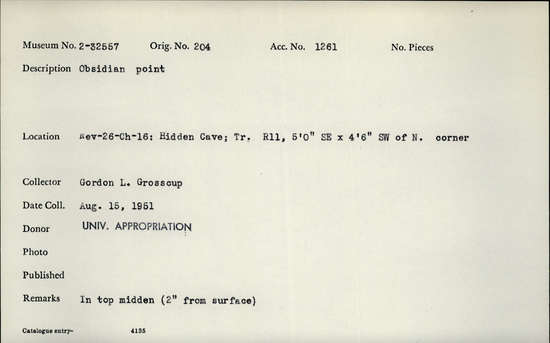 Museum No. 2-32557 Orig. No. 204 Acc. No. 1261 No. Pieces
Description Obsidian point
Location Nev-26-Ch-16: Hidden Cave; Tr. R11, 5'0" SE x 4'6" SW of N. corner
Collector Gordon L. Grosscup
Date Coll. Aug. 15, 1951
Donor UNIV. APPROPRIATION
Photo
Published
Remarks In top midden (2" from surface)
Catalogue entry- 4135